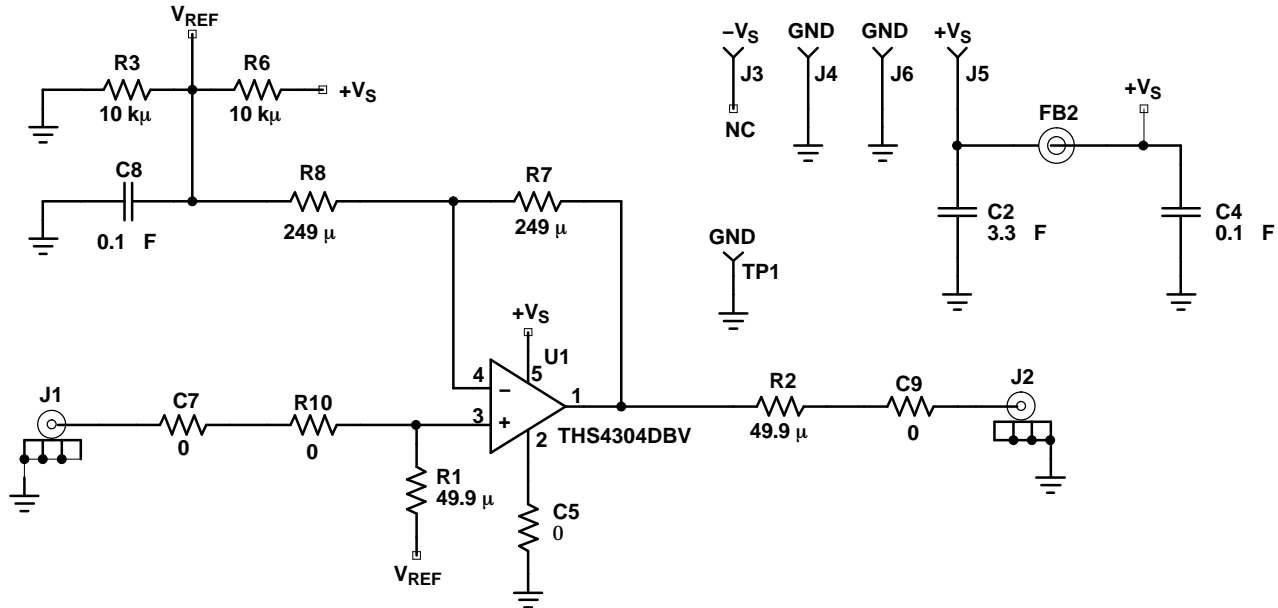 VREF
R3
10 kμ
R6
10 kμ
+VS
C8
0.1 F
R8
249 μ
R7
249 μ
−VS
J3
NC
GND
J4
GND
J6
+VS
J5
FB2
+VS
C2
3.3 F
C4
0.1 F
GND
TP1
+VS
U1
5
4
−
3
+
1
2
THS4304DBV
J1
C7
0
R10
0
R1
49.9 μ
VREF
C5
0
R2
49.9 μ
C9
0
J2